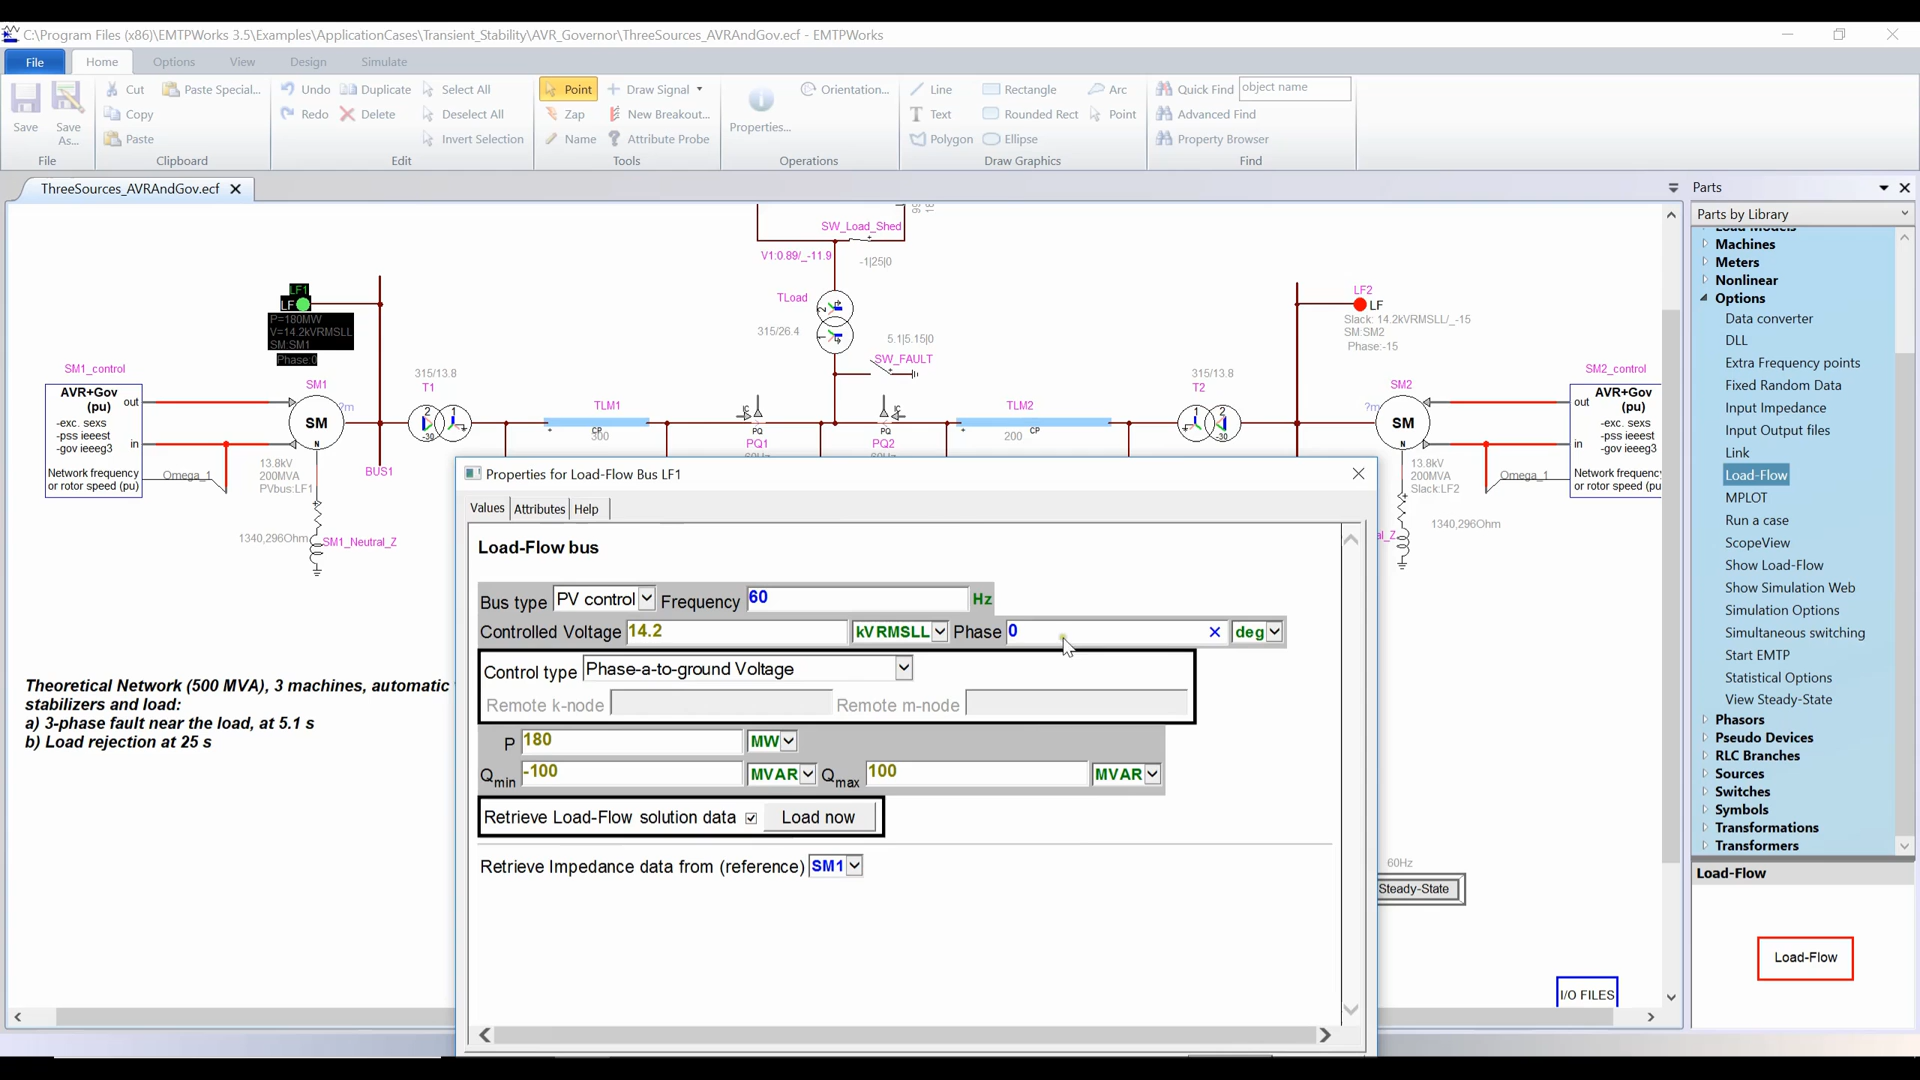 C:\Program Files (x86)\EMTPWorks 3.5\Examples\ApplicationCases\Transient_Stability\AVR_Governor\ThreeSources_AVRAndGov.ecf - EMTPWorks
File Home Options View Design Simulate
Save
Save As...
Cut
Copy
Paste
Paste Special...
Undo
Redo
Duplicate
Delete
Select All
Deselect All
Invert Selection
Point
Zap
Name
Draw Signal
New Breakout...
Attribute Probe
Properties...
Orientation...
Line
Text
Polygon
Rectangle
Rounded Rect
Ellipse
Arc
Point
Quick Find
object name
Advanced Find
Property Browser
File Clipboard Edit Tools Operations Draw Graphics Find
ThreeSources_AVRAndGov.ecf
SW_Load_Shed
V1:0.89/_-11.9
-1|25|0
TLoad
2
1
315/26.4
5.1|5.15|0
SW_FAULT
LF1
LF
P=180MW
V=14.2kVRMSLL
SM:SM1
Phase:0
LF2
LF
Slack: 14.2kVRMSLL/_-15
SM:SM2
Phase:-15
SM1_control
AVR+Gov
(pu)
-exc. sexs
-pss ieeest
-gov ieeeg3
out
in
Network frequency
or rotor speed (pu)
Omega_1
SM1
SM
N
?m
13.8kV
200MVA
PVbus:LF1
1340,296Ohm
SM1_Neutral_Z
BUS1
315/13.8
T1
2
1
-30
TLM1
CP
300
IC
PQ
PQ1
60Hz
IC
PQ
PQ2
60Hz
TLM2
CP
200
315/13.8
T2
1
2
-30
SM2
SM
N
?m
13.8kV
200MVA
Slack:LF2
al_Z
1340,296Ohm
SM2_control
AVR+Gov
(pu)
-exc. sexs
-pss ieeest
-gov ieeeg3
out
in
Network frequency
or rotor speed (pu)
Omega_1
Theoretical Network (500 MVA), 3 machines, automatic
stabilizers and load:
a) 3-phase fault near the load, at 5.1 s
b) Load rejection at 25 s
Properties for Load-Flow Bus LF1
Values Attributes Help
Load-Flow bus
Bus type PV control Frequency 60 Hz
Controlled Voltage 14.2 kVRMSLL Phase 0 deg
Control type Phase-a-to-ground Voltage
Remote k-node Remote m-node
P 180 MW
Qmin -100 MVAR Qmax 100 MVAR
Retrieve Load-Flow solution data Load now
Retrieve Impedance data from (reference) SM1
60Hz
Steady-State
I/O FILES
Parts
Parts by Library
Load Models
Machines
Meters
Nonlinear
Options
Data converter
DLL
Extra Frequency points
Fixed Random Data
Input Impedance
Input Output files
Link
Load-Flow
MPLOT
Run a case
ScopeView
Show Load-Flow
Show Simulation Web
Simulation Options
Simultaneous switching
Start EMTP
Statistical Options
View Steady-State
Phasors
Pseudo Devices
RLC Branches
Sources
Switches
Symbols
Transformations
Transformers
Load-Flow
Load-Flow